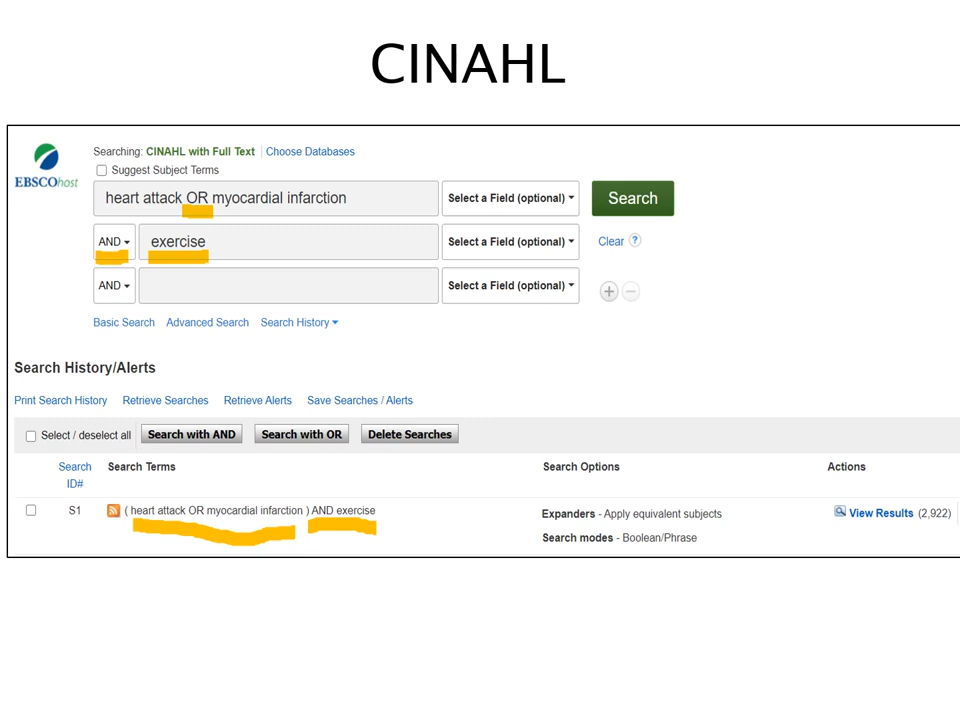 CINAHL
Searching: CINAHL with Full Text Choose Databases
Suggest Subject Terms
EBSCOhost
heart attack OR myocardial infarction Select a Field (optional) Search
AND exercise Select a Field (optional) Clear ?
AND Select a Field (optional)
Basic Search Advanced Search Search History
Search History/Alerts
Print Search History Retrieve Searches Retrieve Alerts Save Searches / Alerts
Select / deselect all Search with AND Search with OR Delete Searches
Search ID# Search Terms Search Options Actions
S1 ( heart attack OR myocardial infarction ) AND exercise Expanders - Apply equivalent subjects View Results (2,922)
Search modes - Boolean/Phrase